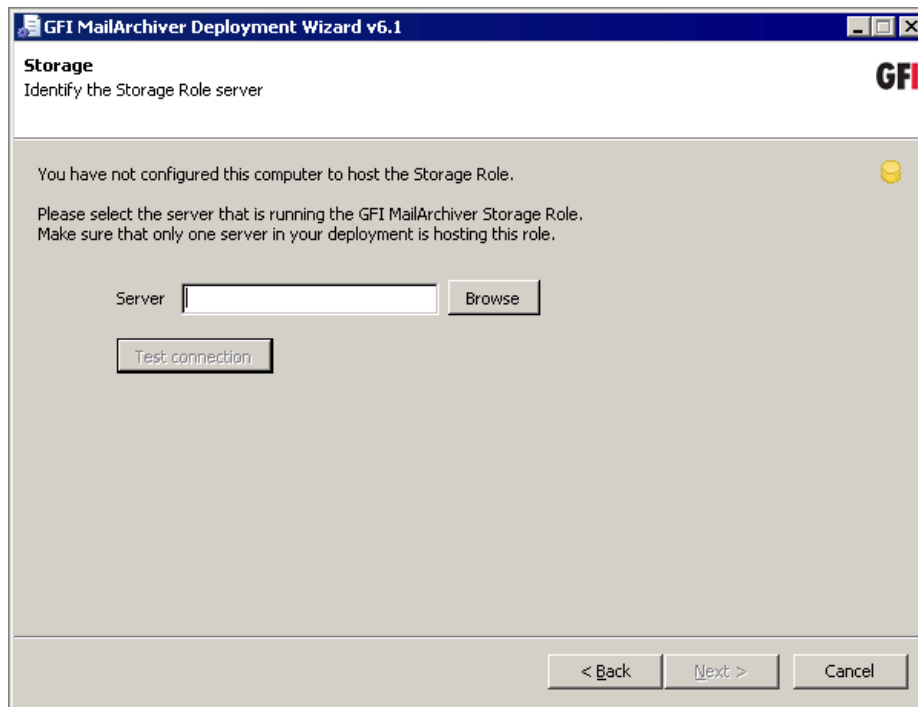 GFI MailArchiver Deployment Wizard v6.1
Storage
Identify the Storage Role server
GFI
You have not configured this computer to host the Storage Role.
Please select the server that is running the GFI MailArchiver Storage Role.
Make sure that only one server in your deployment is hosting this role.
Server Browse
Test connection
< Back Next > Cancel